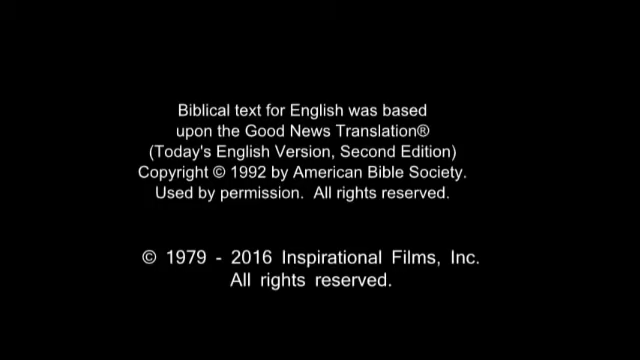 Biblical text for English was based
upon the Good News Translation®
(Today's English Version, Second Edition)
Copyright © 1992 by American Bible Society.
Used by permission.  All rights reserved.
© 1979 - 2016 Inspirational Films, Inc.
All rights reserved.